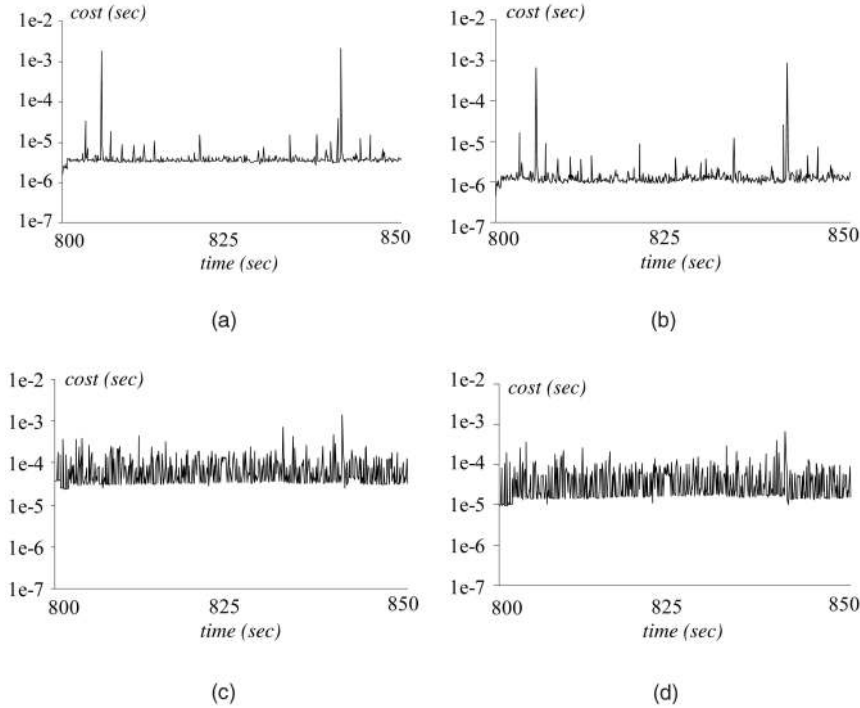 cost (sec)
1e-2
1e-3
1e-4
1e-5
1e-6
1e-7
800
825
850
time (sec)
(a)
cost (sec)
1e-2
1e-3
1e-4
1e-5
1e-6
1e-7
800
825
850
time (sec)
(b)
cost (sec)
1e-2
1e-3
1e-4
1e-5
1e-6
1e-7
800
825
850
time (sec)
(c)
cost (sec)
1e-2
1e-3
1e-4
1e-5
1e-6
1e-7
800
825
850
time (sec)
(d)